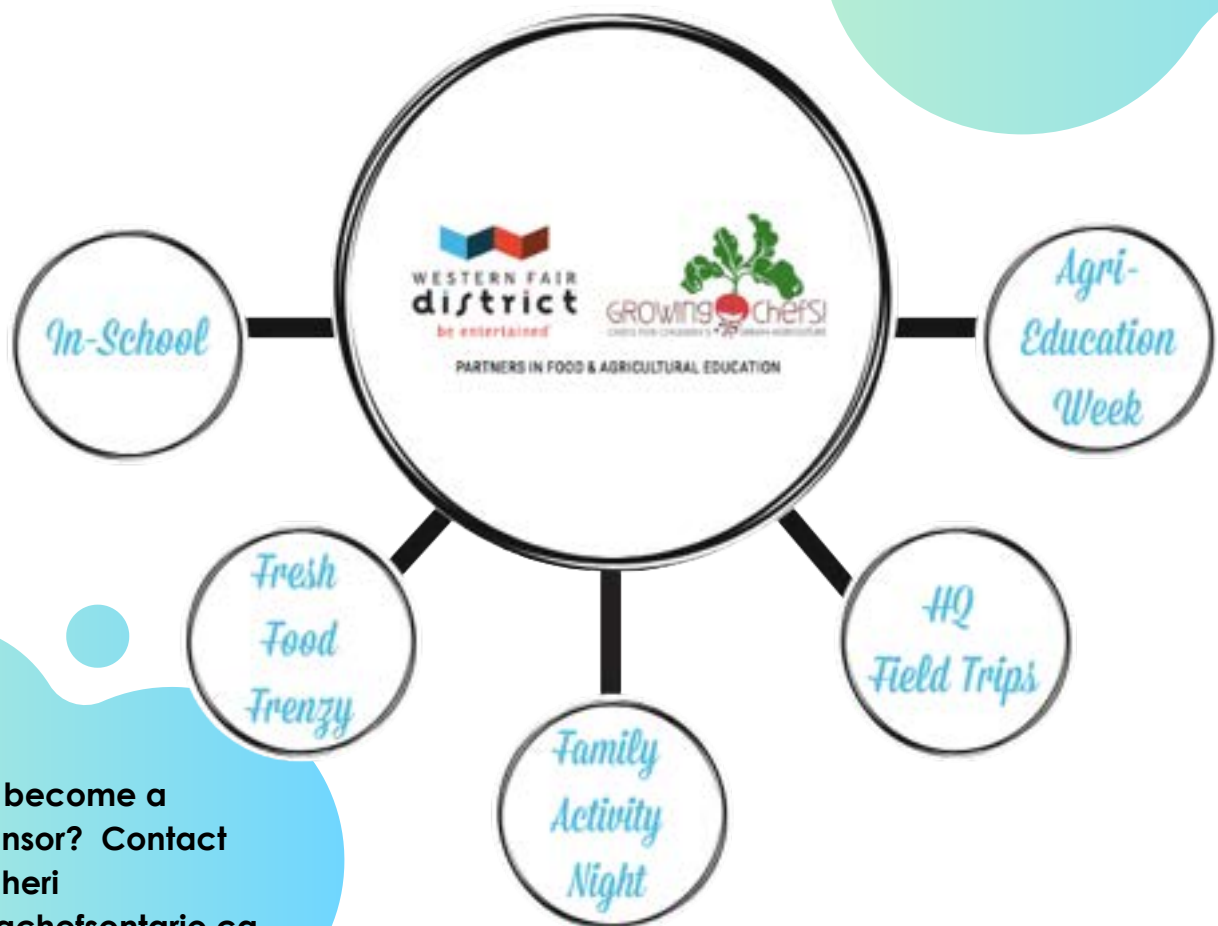 WESTERN FAIR
district
be entertained
GROWING Chefs!
PARTNERS IN FOOD & AGRICULTURAL EDUCATION
In-School
Agri-
Education
Week
Fresh
Food
Frenzy
HQ
Field Trips
Family
Activity
Night
become a
nsor? Contact
heri